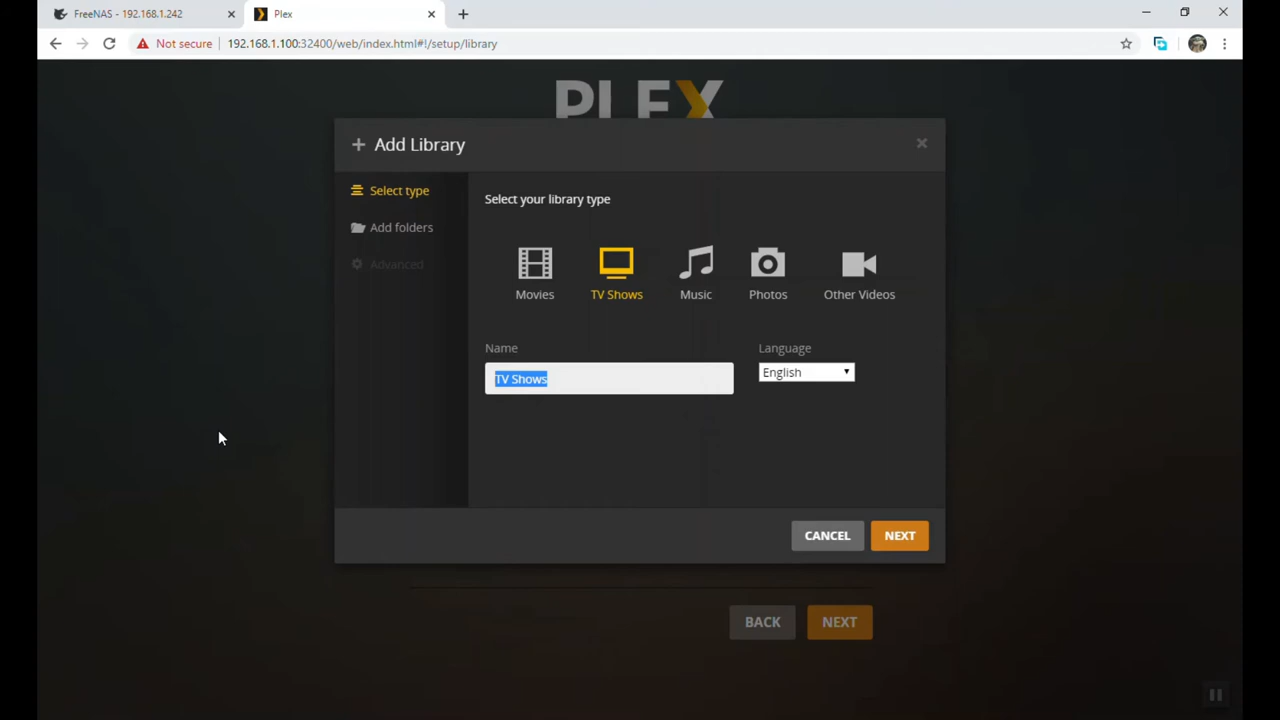 FreeNAS - 192.168.1.242
Plex
Not secure
192.168.1.100:32400/web/index.html#!/setup/library
PLEX
Add Library
Select type
Add folders
Advanced
Select your library type
Movies
TV Shows
Music
Photos
Other Videos
Name
Language
TV Shows
English
CANCEL
NEXT
BACK
NEXT